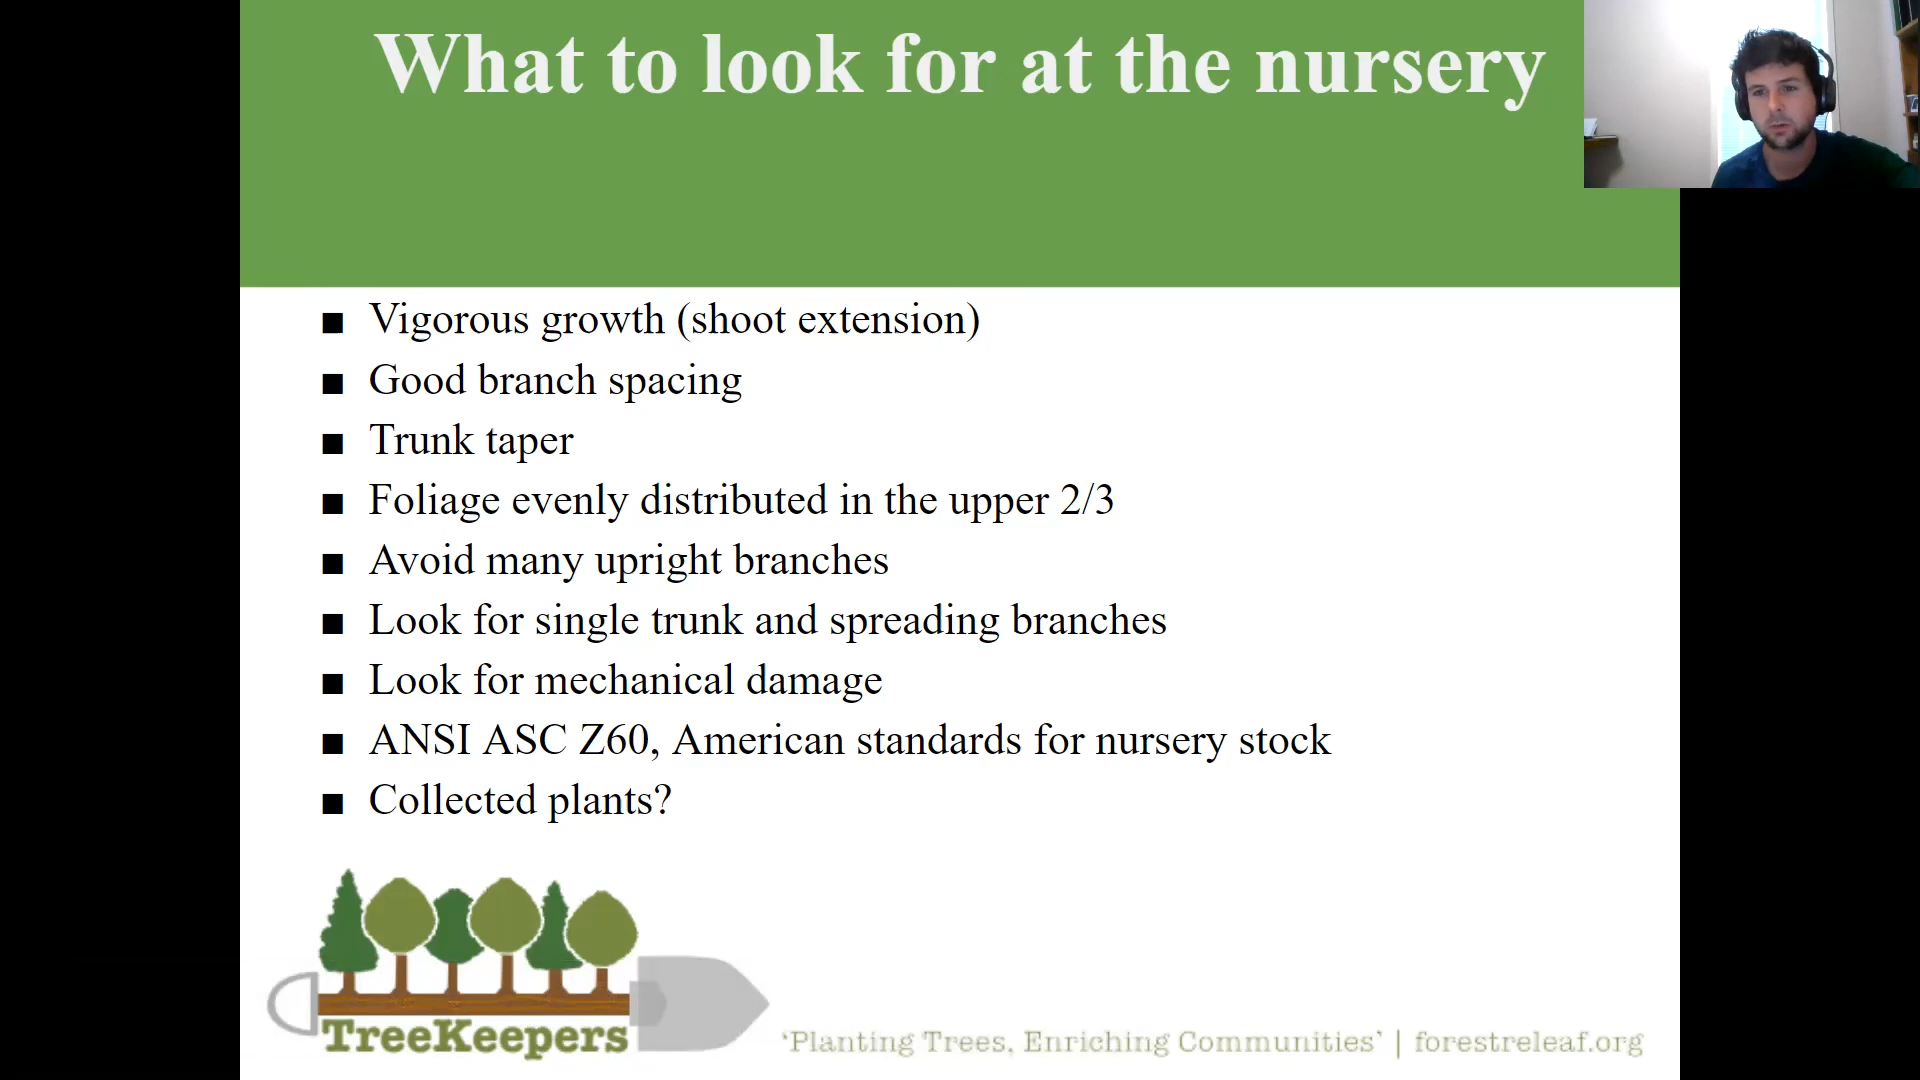 What to look for at the nursery
■ Vigorous growth (shoot extension)
■ Good branch spacing
■ Trunk taper
■ Foliage evenly distributed in the upper 2/3
■ Avoid many upright branches
■ Look for single trunk and spreading branches
■ Look for mechanical damage
■ ANSI ASC Z60, American standards for nursery stock
■ Collected plants?
TreeKeepers
‘Planting Trees, Enriching Communities’ | forestreleaf.org